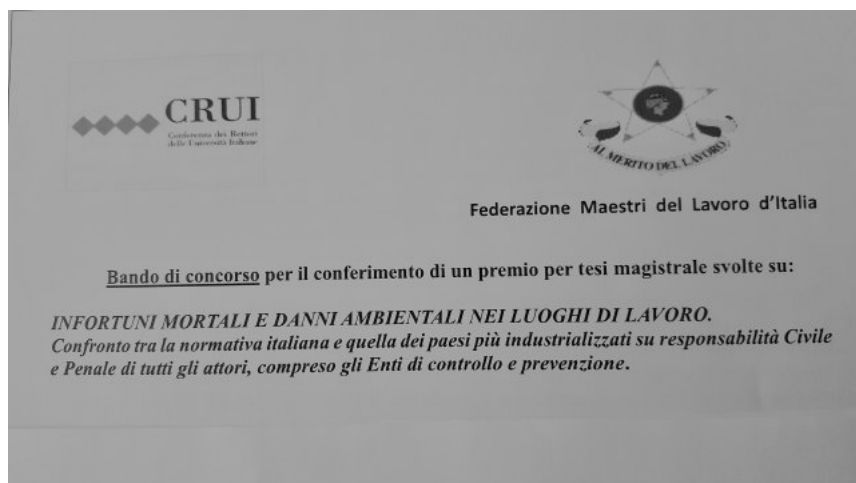 CRUI
Conferenza dei Rettori
delle Università Italiane
AL MERITO DEL LAVORO
Federazione Maestri del Lavoro d'Italia
Bando di concorso per il conferimento di un premio per tesi magistrale svolte su:
INFORTUNI MORTALI E DANNI AMBIENTALI NEI LUOGHI DI LAVORO.
Confronto tra la normativa italiana e quella dei paesi più industrializzati su responsabilità Civile
e Penale di tutti gli attori, compreso gli Enti di controllo e prevenzione.